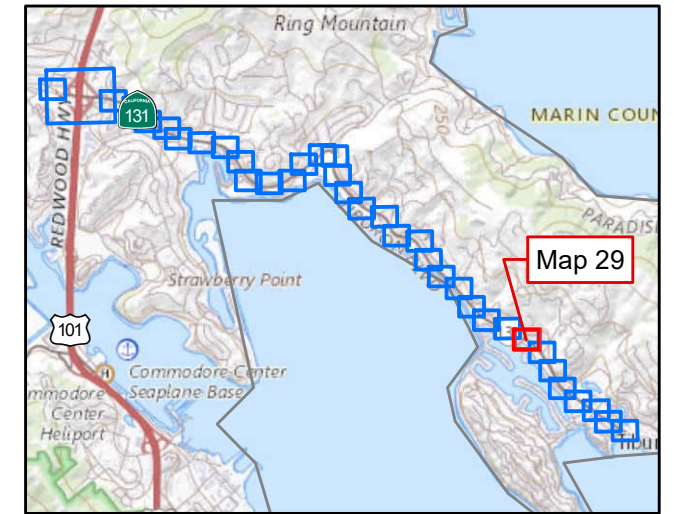 Ring Mountain
MARIN COUN
CALIFORNIA
131
REDWOOD HWY
250
PARADIS
Map 29
Strawberry Point
101
Commodore Center
Seaplane Base
H
mmodore
Center
Heliport
Tibur